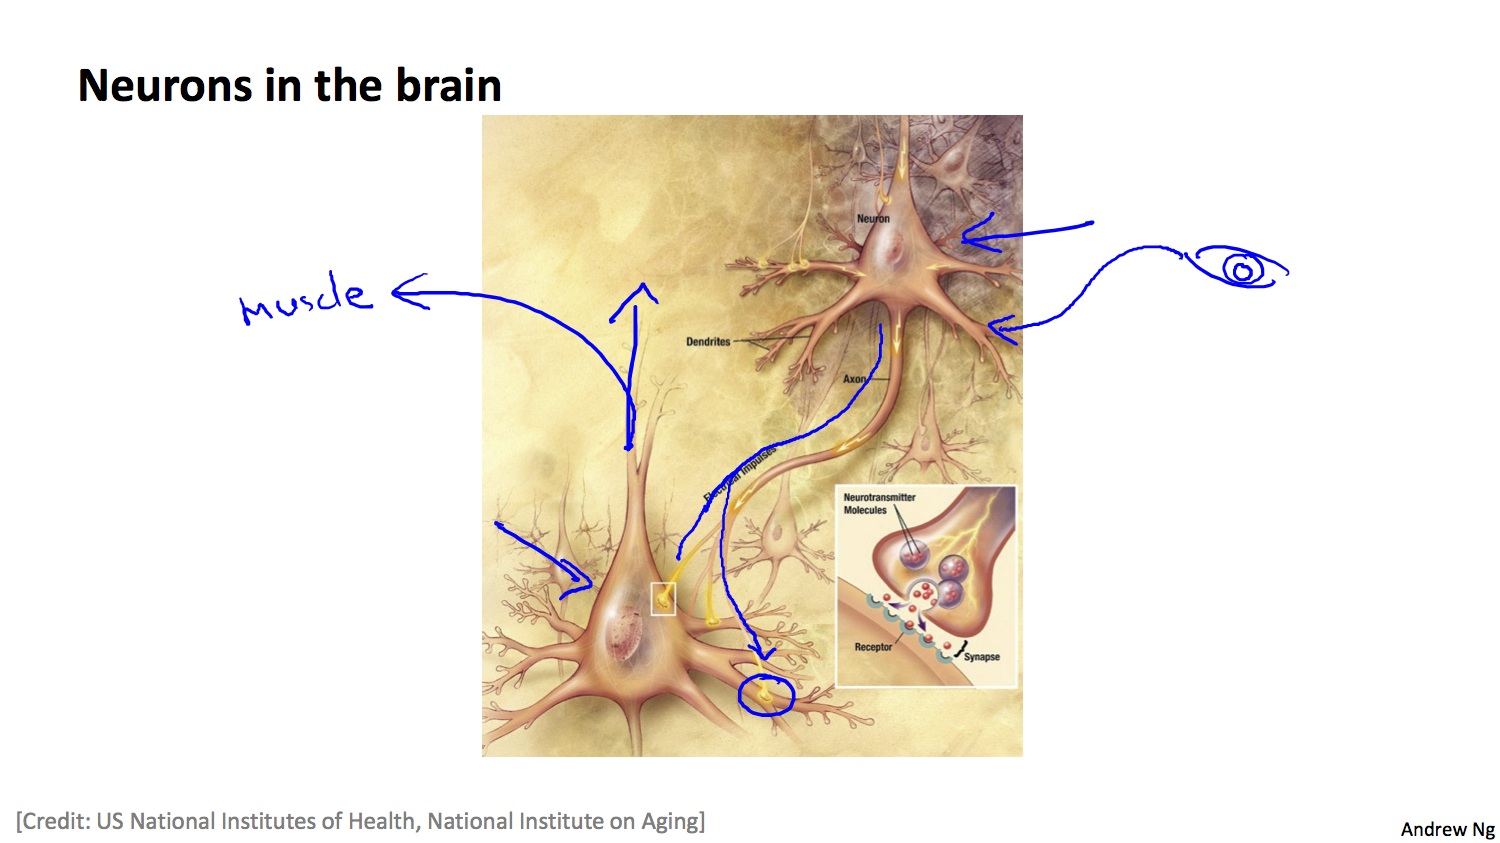 Neurons in the brain
Neuron
muscle
Dendrites
Axon
Electrical Impulses
Neurotransmitter
Molecules
Receptor
Synapse
[Credit: US National Institutes of Health, National Institute on Aging]
Andrew Ng